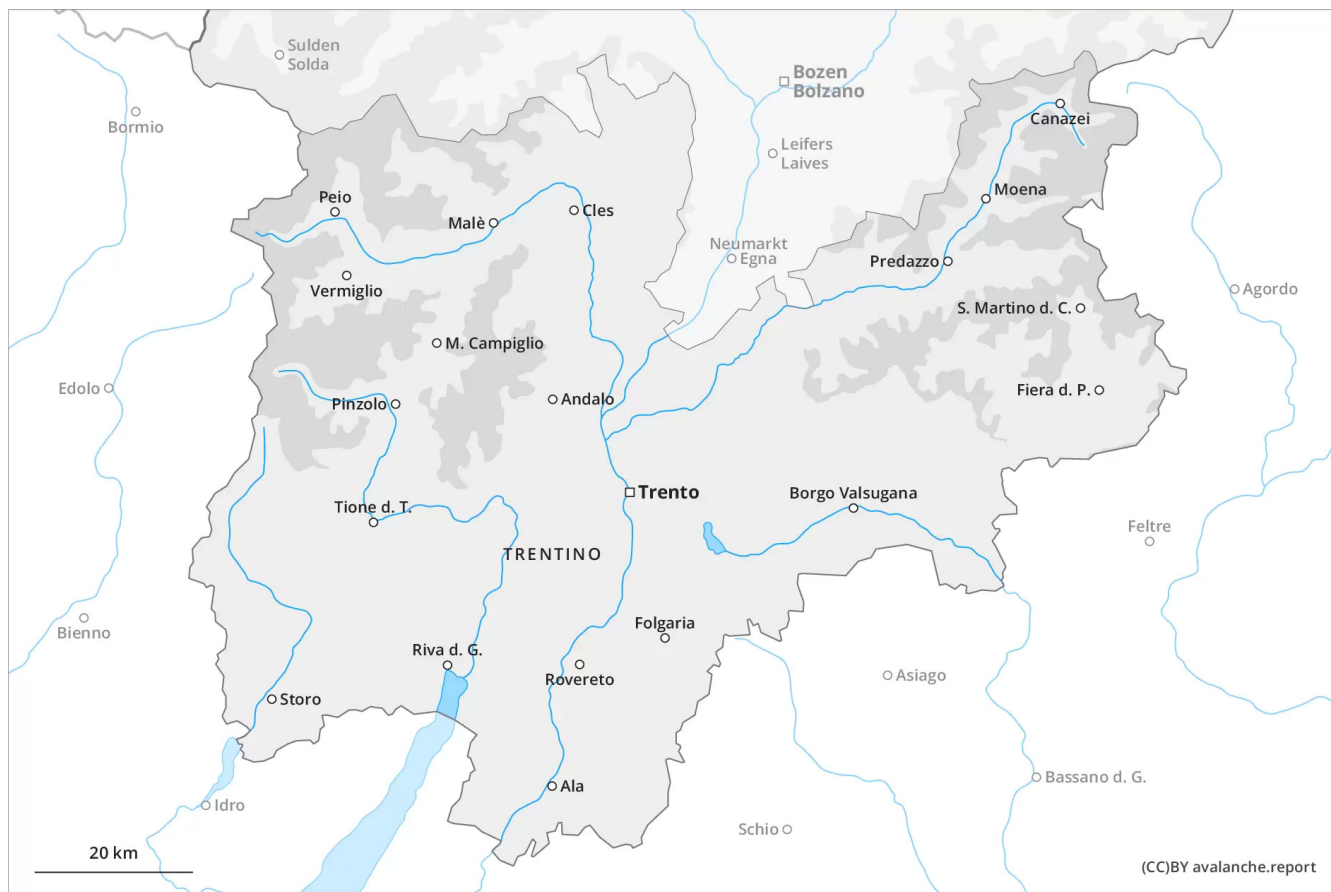 Sulden
Solda
Bozen
Bolzano
Bormio
Canazei
Leifers
Laives
Moena
Peio
Malè
Cles
Neumarkt
Egna
Predazzo
Vermiglio
Agordo
S. Martino d. C.
M. Campiglio
Edolo
Pinzolo
Andalo
Fiera d. P.
Trento
Borgo Valsugana
Tione d. T.
Feltre
TRENTINO
Bienno
Folgaria
Riva d. G.
Rovereto
Asiago
Storo
Bassano d. G.
Ala
Idro
Schio
20 km
(CC)BY avalanche.report